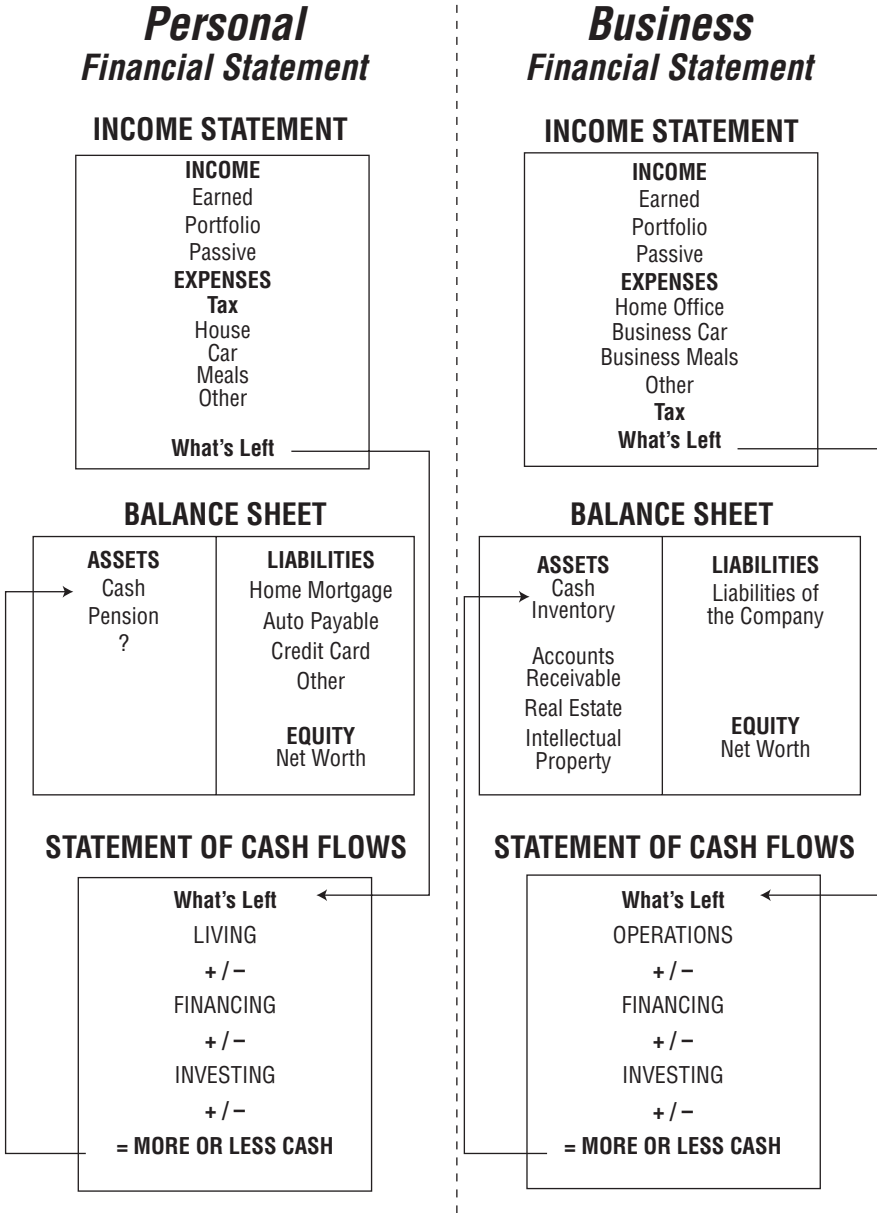 Personal
Financial Statement
INCOME STATEMENT
INCOME
Earned
Portfolio
Passive
EXPENSES
Tax
House
Car
Meals
Other
What's Left
BALANCE SHEET
ASSETS
Cash
Pension
?
LIABILITIES
Home Mortgage
Auto Payable
Credit Card
Other
EQUITY
Net Worth
STATEMENT OF CASH FLOWS
What's Left
LIVING
+ / –
FINANCING
+ / –
INVESTING
+ / –
= MORE OR LESS CASH
Business
Financial Statement
INCOME STATEMENT
INCOME
Earned
Portfolio
Passive
EXPENSES
Home Office
Business Car
Business Meals
Other
Tax
What's Left
BALANCE SHEET
ASSETS
Cash
Inventory
Accounts
Receivable
Real Estate
Intellectual
Property
LIABILITIES
Liabilities of
the Company
EQUITY
Net Worth
STATEMENT OF CASH FLOWS
What's Left
OPERATIONS
+ / –
FINANCING
+ / –
INVESTING
+ / –
= MORE OR LESS CASH